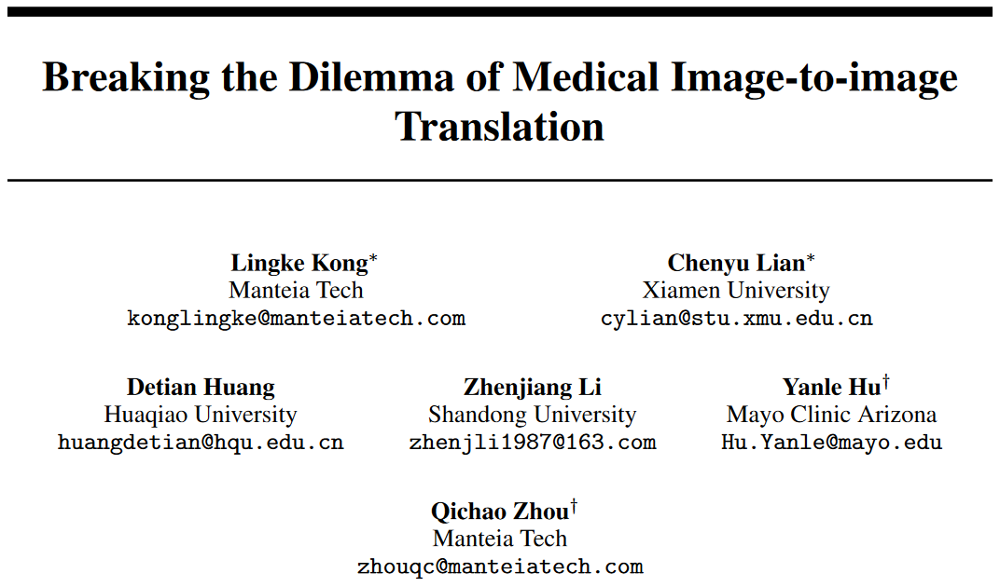 Breaking the Dilemma of Medical Image-to-image
Translation
Lingke Kong* Chenyu Lian*
Manteia Tech Xiamen University
konglingke@manteiatech.com cylian@stu.xmu.edu.cn
Detian Huang Zhenjiang Li Yanle Hu†
Huaqiao University Shandong University Mayo Clinic Arizona
huangdetian@hqu.edu.cn zhenjli1987@163.com Hu.Yanle@mayo.edu
Qichao Zhou†
Manteia Tech
zhouqc@manteiatech.com